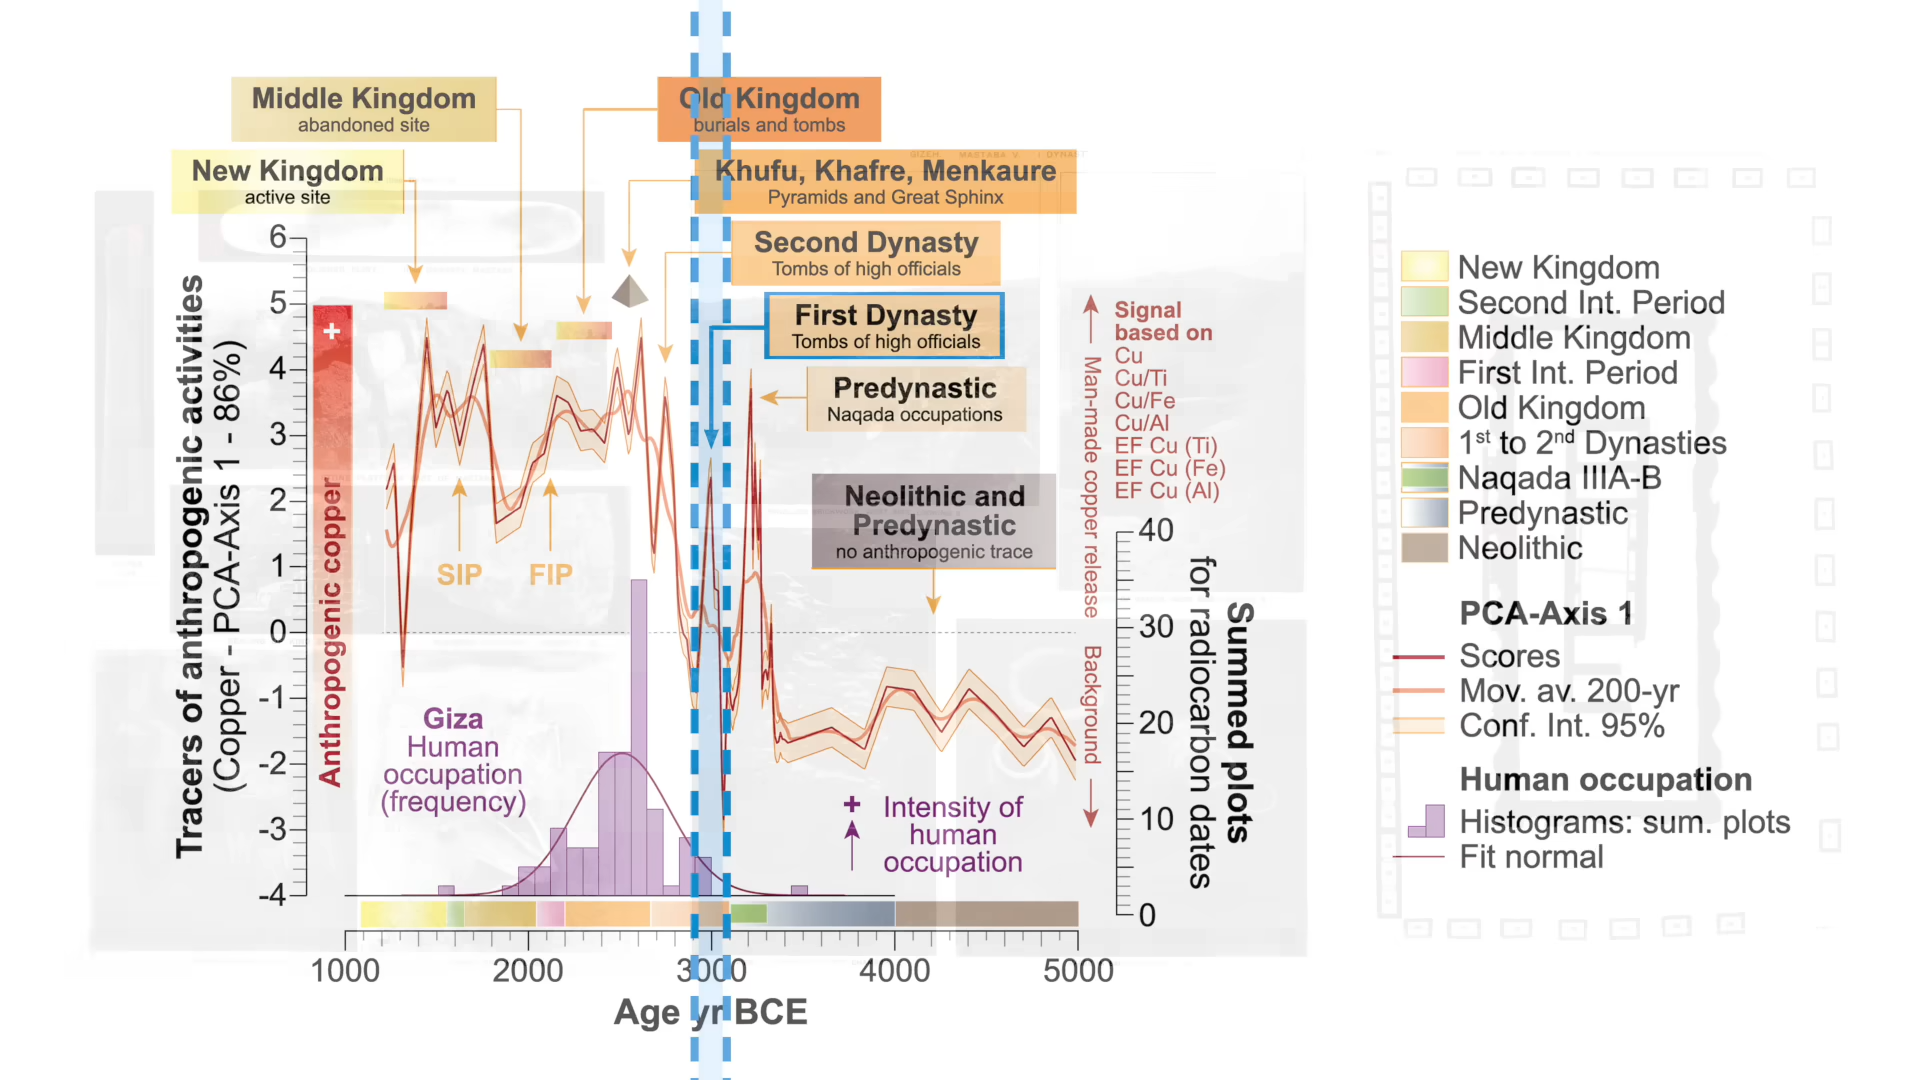 Middle Kingdom
abandoned site
Old Kingdom
burials and tombs
New Kingdom
active site
Khufu, Khafre, Menkaure
Pyramids and Great Sphinx
Second Dynasty
Tombs of high officials
First Dynasty
Tombs of high officials
Predynastic
Naqada occupations
Neolithic and
Predynastic
no anthropogenic trace
Tracers of anthropogenic activities
(Copper - PCA-Axis 1 - 86%)
6
5
4
3
2
1
0
-1
-2
-3
-4
+
Anthropogenic copper
SIP
FIP
Giza
Human
occupation
(frequency)
+ Intensity of
human
occupation
Signal
based on
Cu
Cu/Ti
Cu/Fe
Cu/Al
EF Cu (Ti)
EF Cu (Fe)
EF Cu (Al)
Man-made copper release
Background
40
30
20
10
0
Summed plots
for radiocarbon dates
1000
2000
3000
4000
5000
Age yr BCE
New Kingdom
Second Int. Period
Middle Kingdom
First Int. Period
Old Kingdom
1st to 2nd Dynasties
Naqada IIIA-B
Predynastic
Neolithic
PCA-Axis 1
Scores
Mov. av. 200-yr
Conf. Int. 95%
Human occupation
Histograms: sum. plots
Fit normal